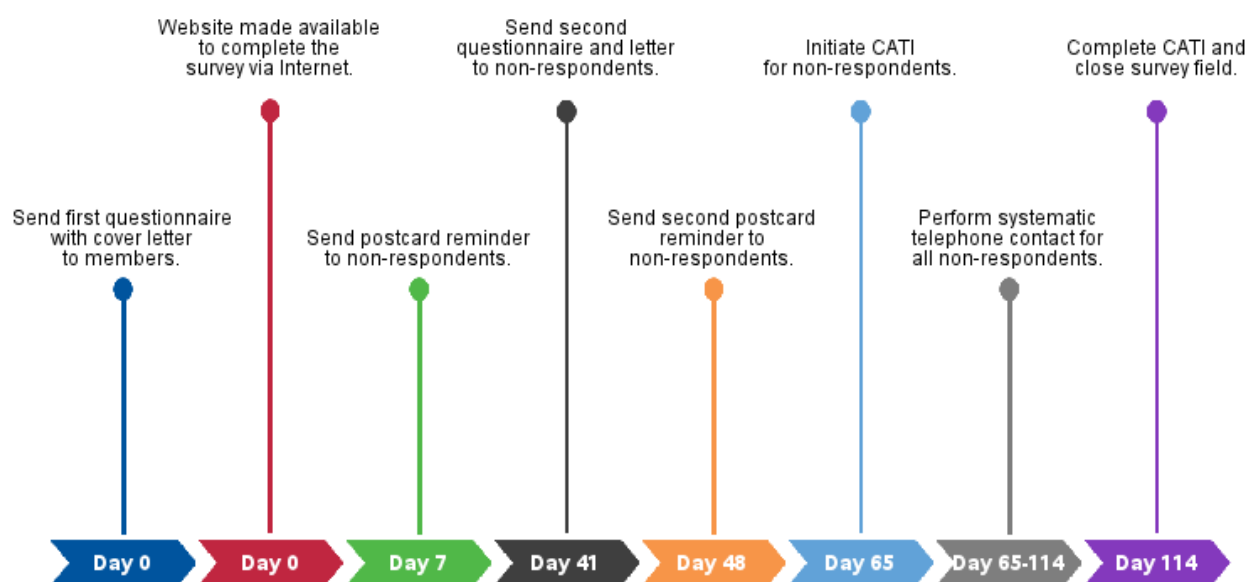 Website made available
to complete the
survey via Internet.
Send second
questionnaire and letter
to non-respondents.
Initiate CATI
for non-respondents.
Complete CATI and
close survey field.
Send first questionnaire
with cover letter
to members.
Send postcard reminder
to non-respondents.
Send second postcard
reminder to
non-respondents.
Perform systematic
telephone contact for
all non-respondents.
Day 0
Day 0
Day 7
Day 41
Day 48
Day 65
Day 65-114
Day 114